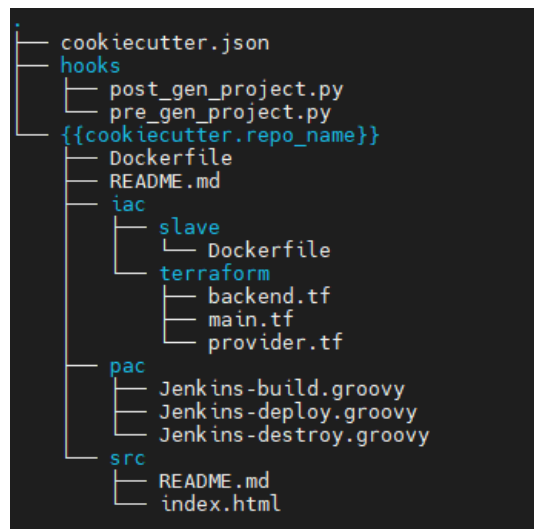 .
├── cookiecutter.json
├── hooks
│   ├── post_gen_project.py
│   └── pre_gen_project.py
└── {{cookiecutter.repo_name}}
    ├── Dockerfile
    ├── README.md
    ├── iac
    │   ├── slave
    │   │   └── Dockerfile
    │   └── terraform
    │       ├── backend.tf
    │       ├── main.tf
    │       └── provider.tf
    ├── pac
    │   ├── Jenkins-build.groovy
    │   ├── Jenkins-deploy.groovy
    │   └── Jenkins-destroy.groovy
    └── src
        ├── README.md
        └── index.html